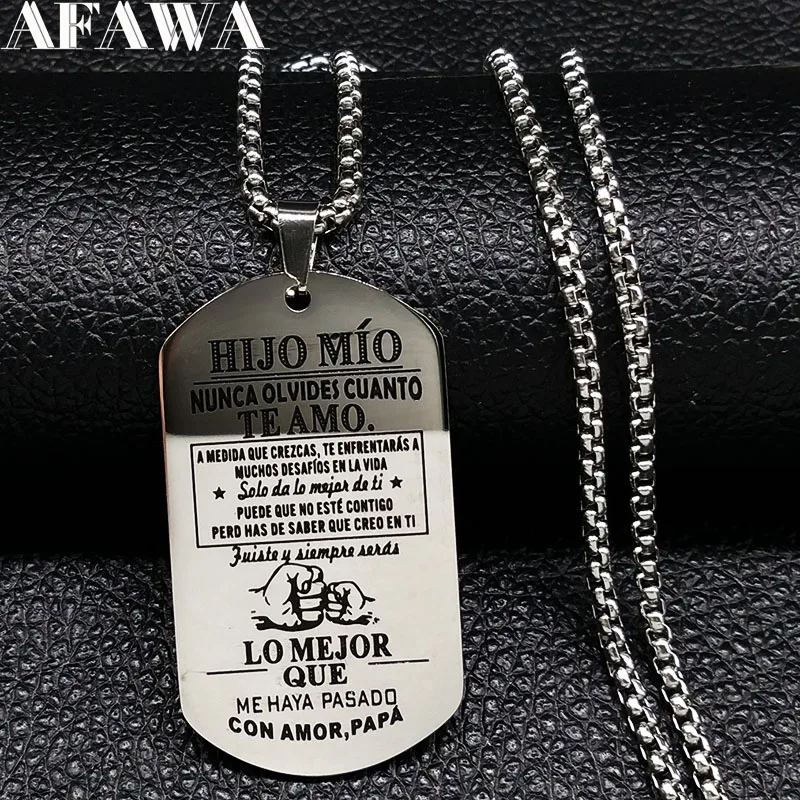 AFAWA
HIJO MÍO
NUNCA OLVIDES CUANTO
TE AMO.
A MEDIDA QUE CREZCAS, TE ENFRENTARÁS A
MUCHOS DESAFÍOS EN LA VIDA
★ Solo da lo mejor de ti ★
PUEDE QUE NO ESTÉ CONTIGO
PERD HAS DE SABER QUE CREO EN TI
Fuiste y siempre serás
LO MEJOR
QUE
ME HAYA PASADO
CON AMOR, PAPÁ